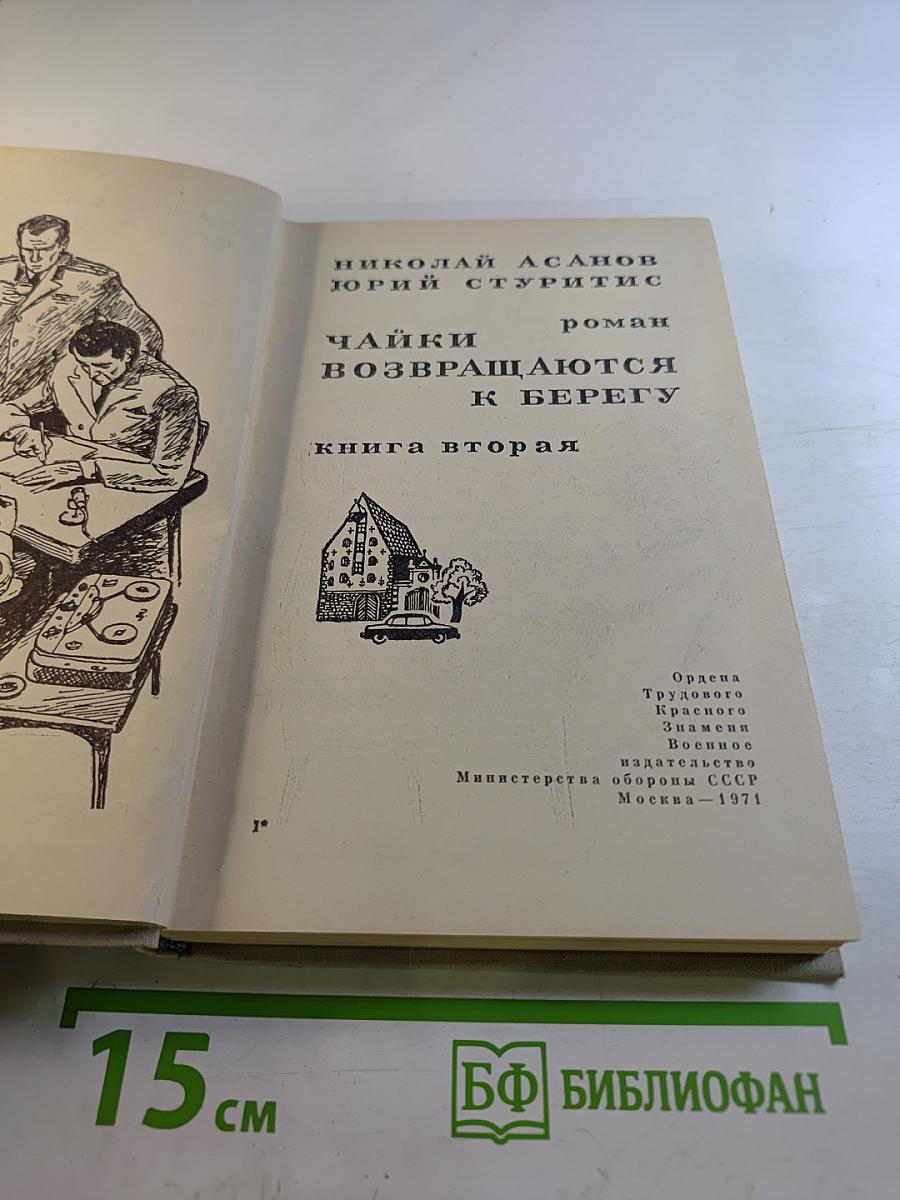 НИКОЛАЙ АСАНОВ
ЮРИЙ СТУРИТИС
роман
ЧАЙКИ
ВОЗВРАЩАЮТСЯ
К БЕРЕГУ
книга вторая
Ордена
Трудового
Красного
Знамени
Военное
издательство
Министерства обороны СССР
Москва—1971
1*
15 см
БФ БИБЛИОФАН